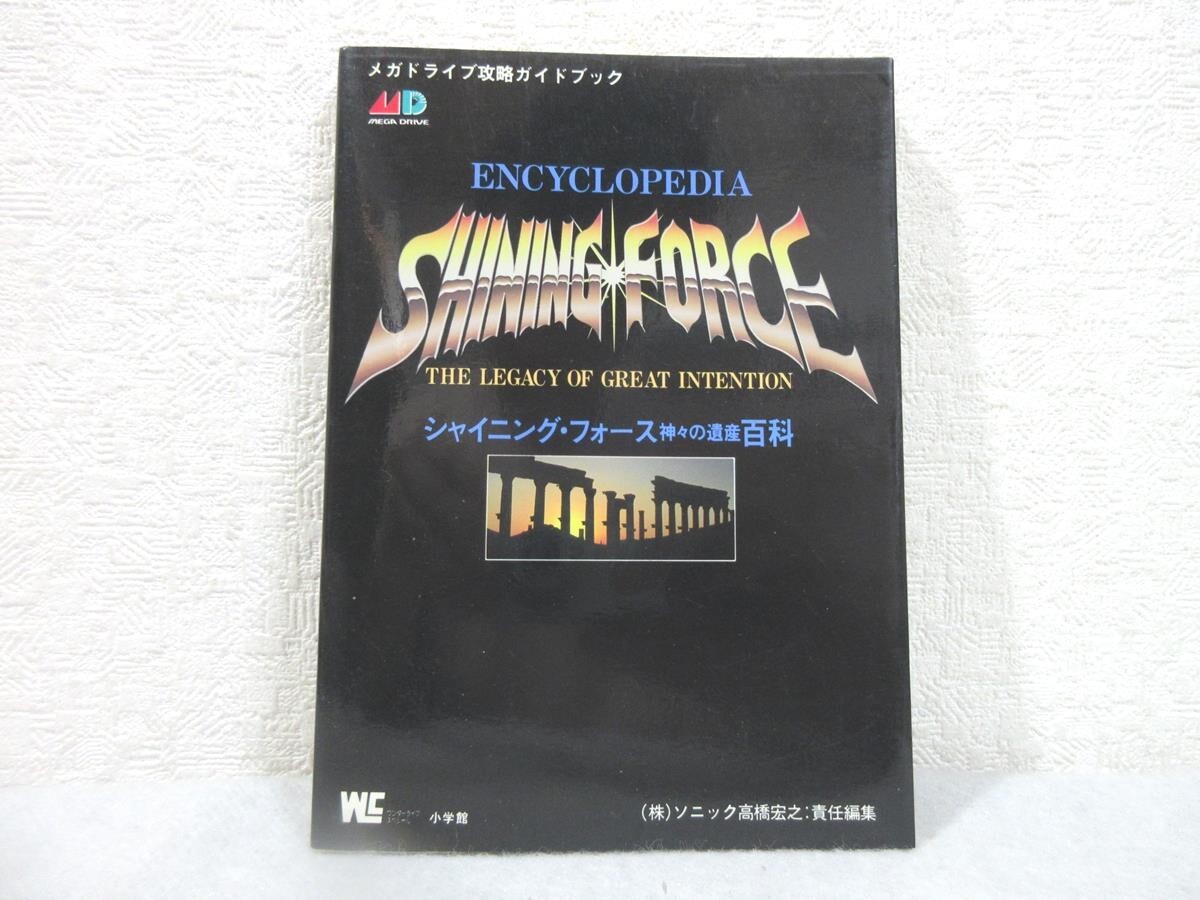 メガドライブ攻略ガイドブック
MEGA DRIVE
ENCYCLOPEDIA
SHINING FORCE
THE LEGACY OF GREAT INTENTION
シャイニング・フォース神々の遺産百科
小学館
(株)ソニック高橋宏之:責任編集